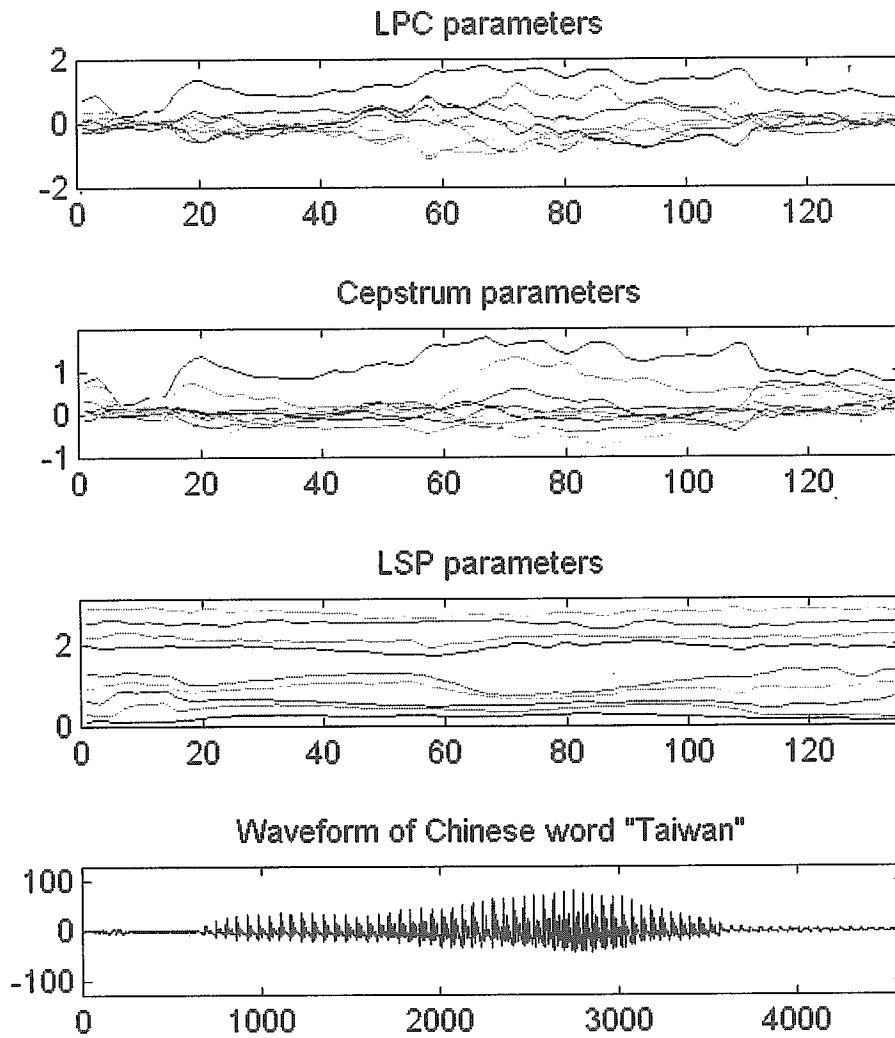 LPC parameters
2
0
-2
0 20 40 60 80 100 120
Cepstrum parameters
1
0
-1
0 20 40 60 80 100 120
LSP parameters
2
0
0 20 40 60 80 100 120
Waveform of Chinese word "Taiwan"
100
0
-100
0 1000 2000 3000 4000